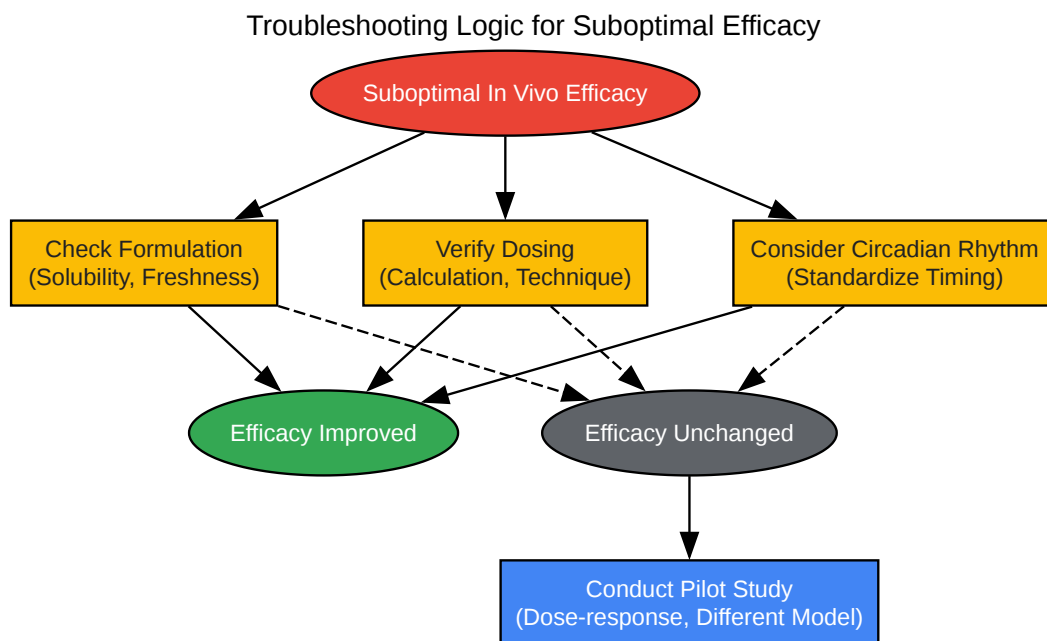 Troubleshooting Logic for Suboptimal Efficacy
Suboptimal In Vivo Efficacy
Check Formulation
(Solubility, Freshness)
Verify Dosing
(Calculation, Technique)
Consider Circadian Rhythm
(Standardize Timing)
Efficacy Improved
Efficacy Unchanged
Conduct Pilot Study
(Dose-response, Different Model)